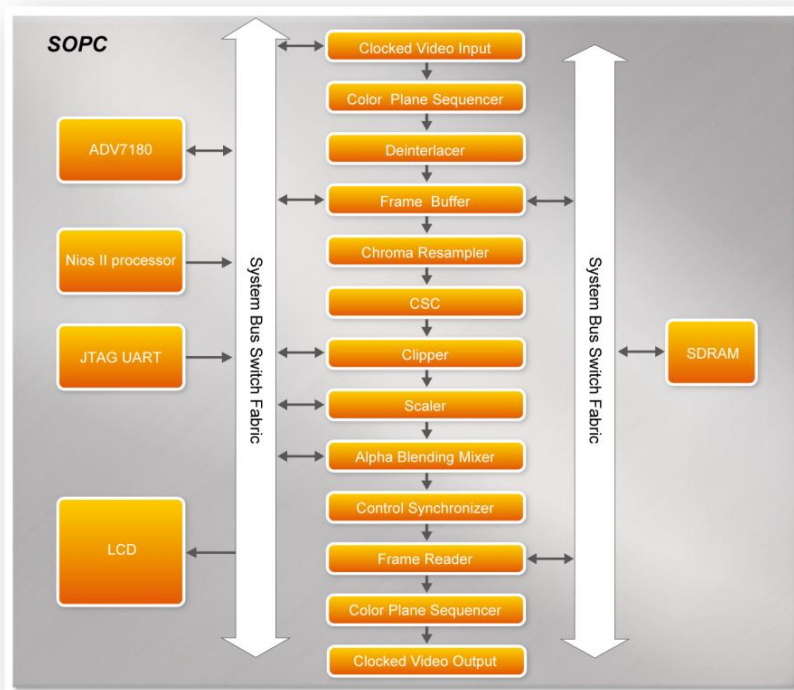 SOPC
ADV7180
Nios II processor
JTAG UART
LCD
System Bus Switch Fabric
Clocked Video Input
Color Plane Sequencer
Deinterlacer
Frame Buffer
Chroma Resampler
CSC
Clipper
Scaler
Alpha Blending Mixer
Control Synchronizer
Frame Reader
Color Plane Sequencer
Clocked Video Output
System Bus Switch Fabric
SDRAM